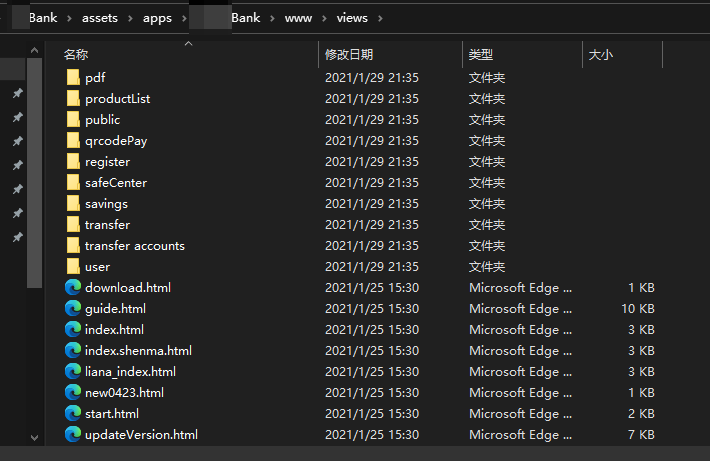 Bank › assets › apps › Bank › www › views ›
名称 修改日期 类型 大小
pdf 2021/1/29 21:35 文件夹
productList 2021/1/29 21:35 文件夹
public 2021/1/29 21:35 文件夹
qrcodePay 2021/1/29 21:35 文件夹
register 2021/1/29 21:35 文件夹
safeCenter 2021/1/29 21:35 文件夹
savings 2021/1/29 21:35 文件夹
transfer 2021/1/29 21:35 文件夹
transfer accounts 2021/1/29 21:35 文件夹
user 2021/1/29 21:35 文件夹
download.html 2021/1/25 15:30 Microsoft Edge ... 1 KB
guide.html 2021/1/25 15:30 Microsoft Edge ... 10 KB
index.html 2021/1/25 15:30 Microsoft Edge ... 3 KB
index.shenma.html 2021/1/25 15:30 Microsoft Edge ... 3 KB
liana_index.html 2021/1/25 15:30 Microsoft Edge ... 3 KB
new0423.html 2021/1/25 15:30 Microsoft Edge ... 1 KB
start.html 2021/1/25 15:30 Microsoft Edge ... 2 KB
updateVersion.html 2021/1/25 15:30 Microsoft Edge ... 7 KB